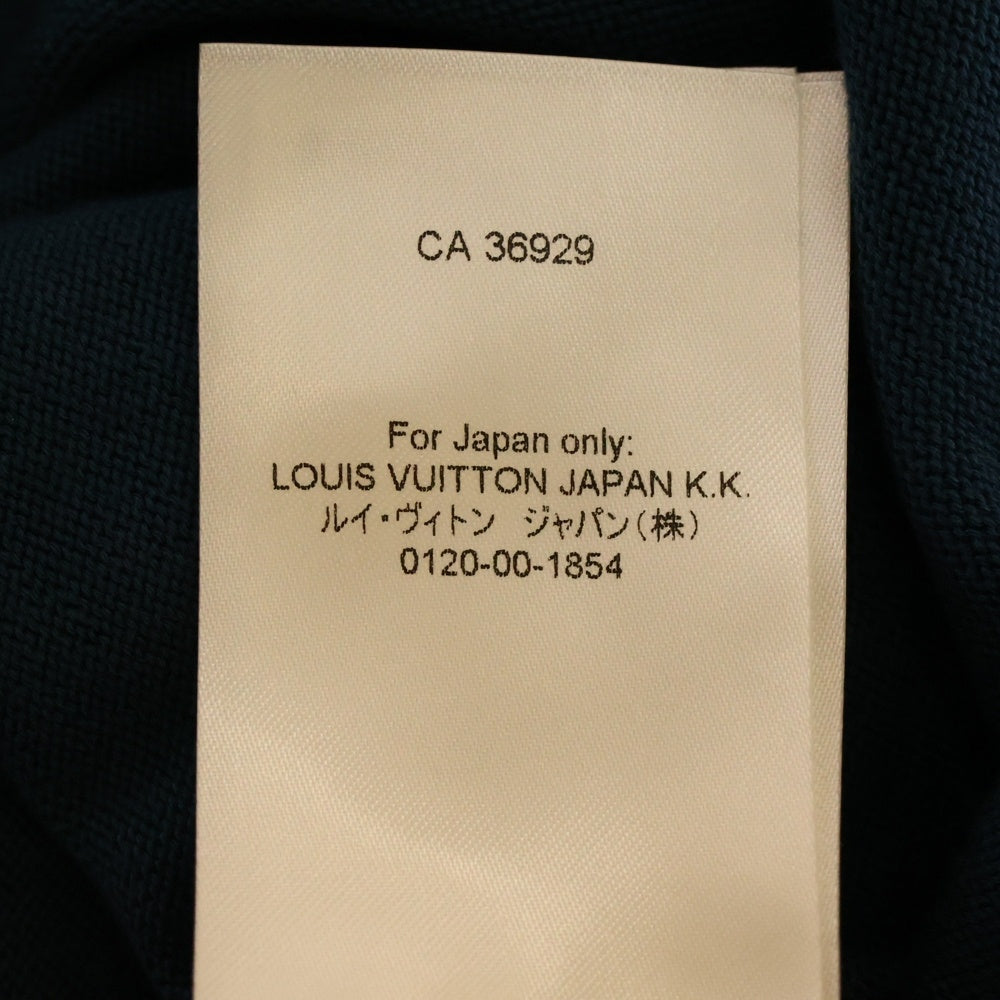 CA 36929
For Japan only:
LOUIS VUITTON JAPAN K.K.
ルイ・ヴィトン　ジャパン(株)
0120-00-1854